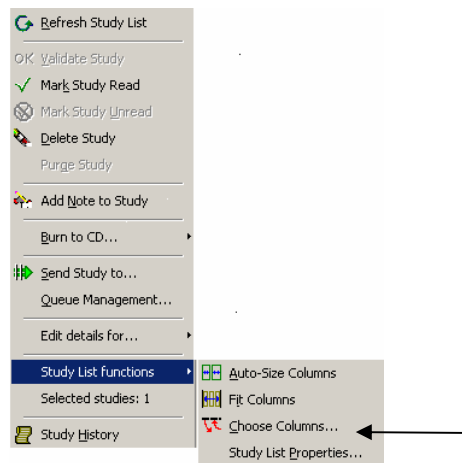 Refresh Study List
OK Validate Study
Mark Study Read
Mark Study Unread
Delete Study
Purge Study
Add Note to Study
Burn to CD...
Send Study to...
Queue Management...
Edit details for...
Study List functions
Auto-Size Columns
Selected studies: 1
Fit Columns
Choose Columns...
Study History
Study List Properties...